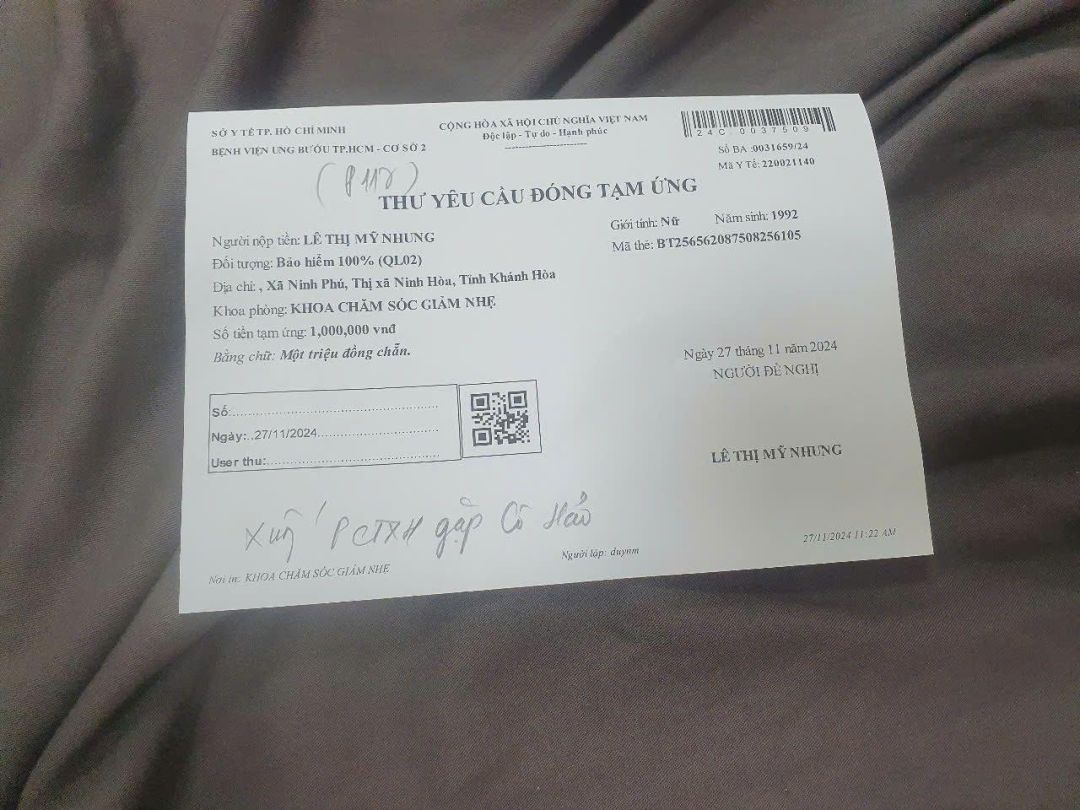 SỞ Y TẾ TP. HỒ CHÍ MINH
BỆNH VIỆN UNG BƯỚU TP.HCM - CƠ SỞ 2
CỘNG HÒA XÃ HỘI CHỦ NGHĨA VIỆT NAM
Độc lập - Tự do - Hạnh phúc
24C.0037509
Số BA :0031659/24
Mã Y Tế: 220021140
THƯ YÊU CẦU ĐÓNG TẠM ỨNG
Người nộp tiền: LÊ THỊ MỸ NHUNG
Giới tính: Nữ Năm sinh: 1992
Đối tượng: Bảo hiểm 100% (QL02)
Mã thẻ: BT256562087508256105
Địa chỉ: , Xã Ninh Phú, Thị xã Ninh Hòa, Tỉnh Khánh Hòa
Khoa phòng: KHOA CHĂM SÓC GIẢM NHẸ
Số tiền tạm ứng: 1,000,000 vnđ
Bằng chữ: Một triệu đồng chẵn.
Ngày 27 tháng 11 năm 2024
NGƯỜI ĐỀ NGHỊ
Số:
Ngày:..27/11/2024
User thu:
LÊ THỊ MỸ NHUNG
PCTXH gặp Cô Hảo
Người lập: duynm
27/11/2024 11:22 AM
Nơi in: KHOA CHĂM SÓC GIẢM NHẸ